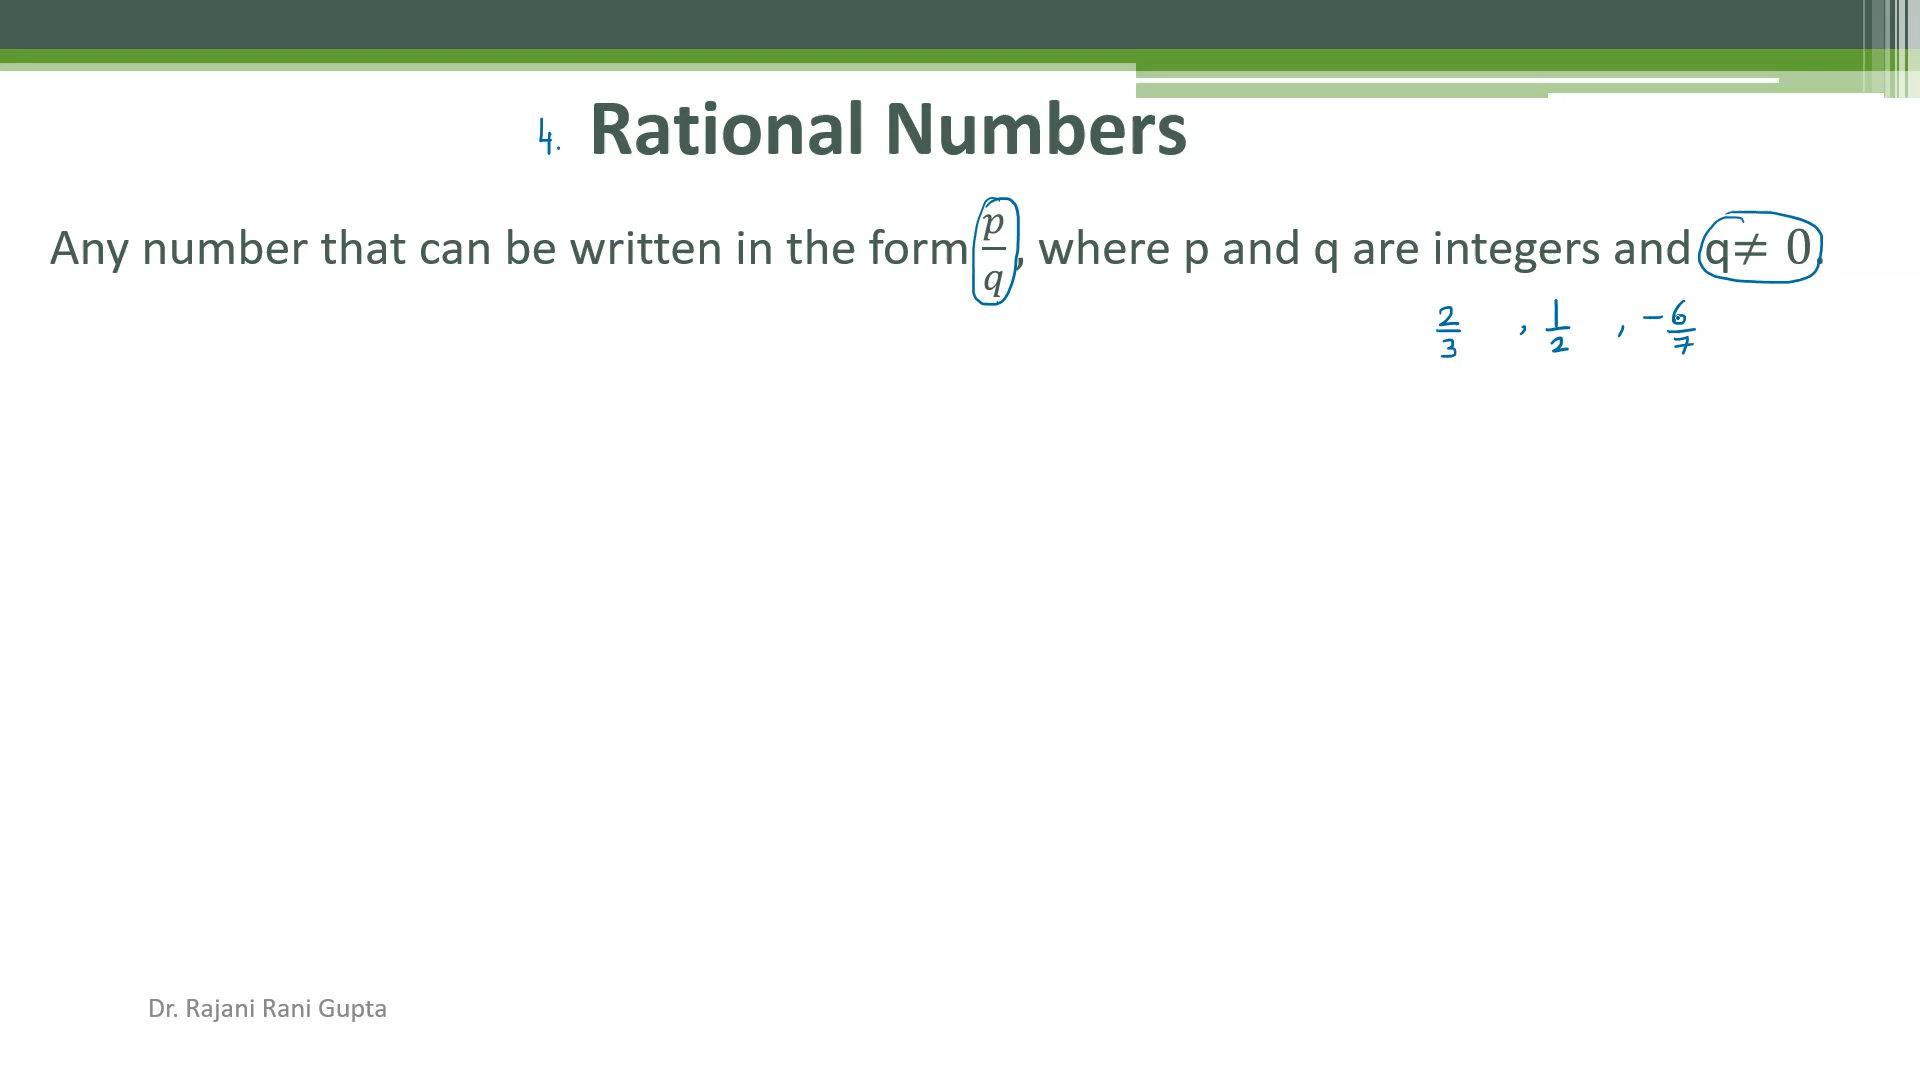 4. Rational Numbers
Any number that can be written in the form p/q, where p and q are integers and q≠ 0.
2/3 , 1/2 , -6/7
Dr. Rajani Rani Gupta